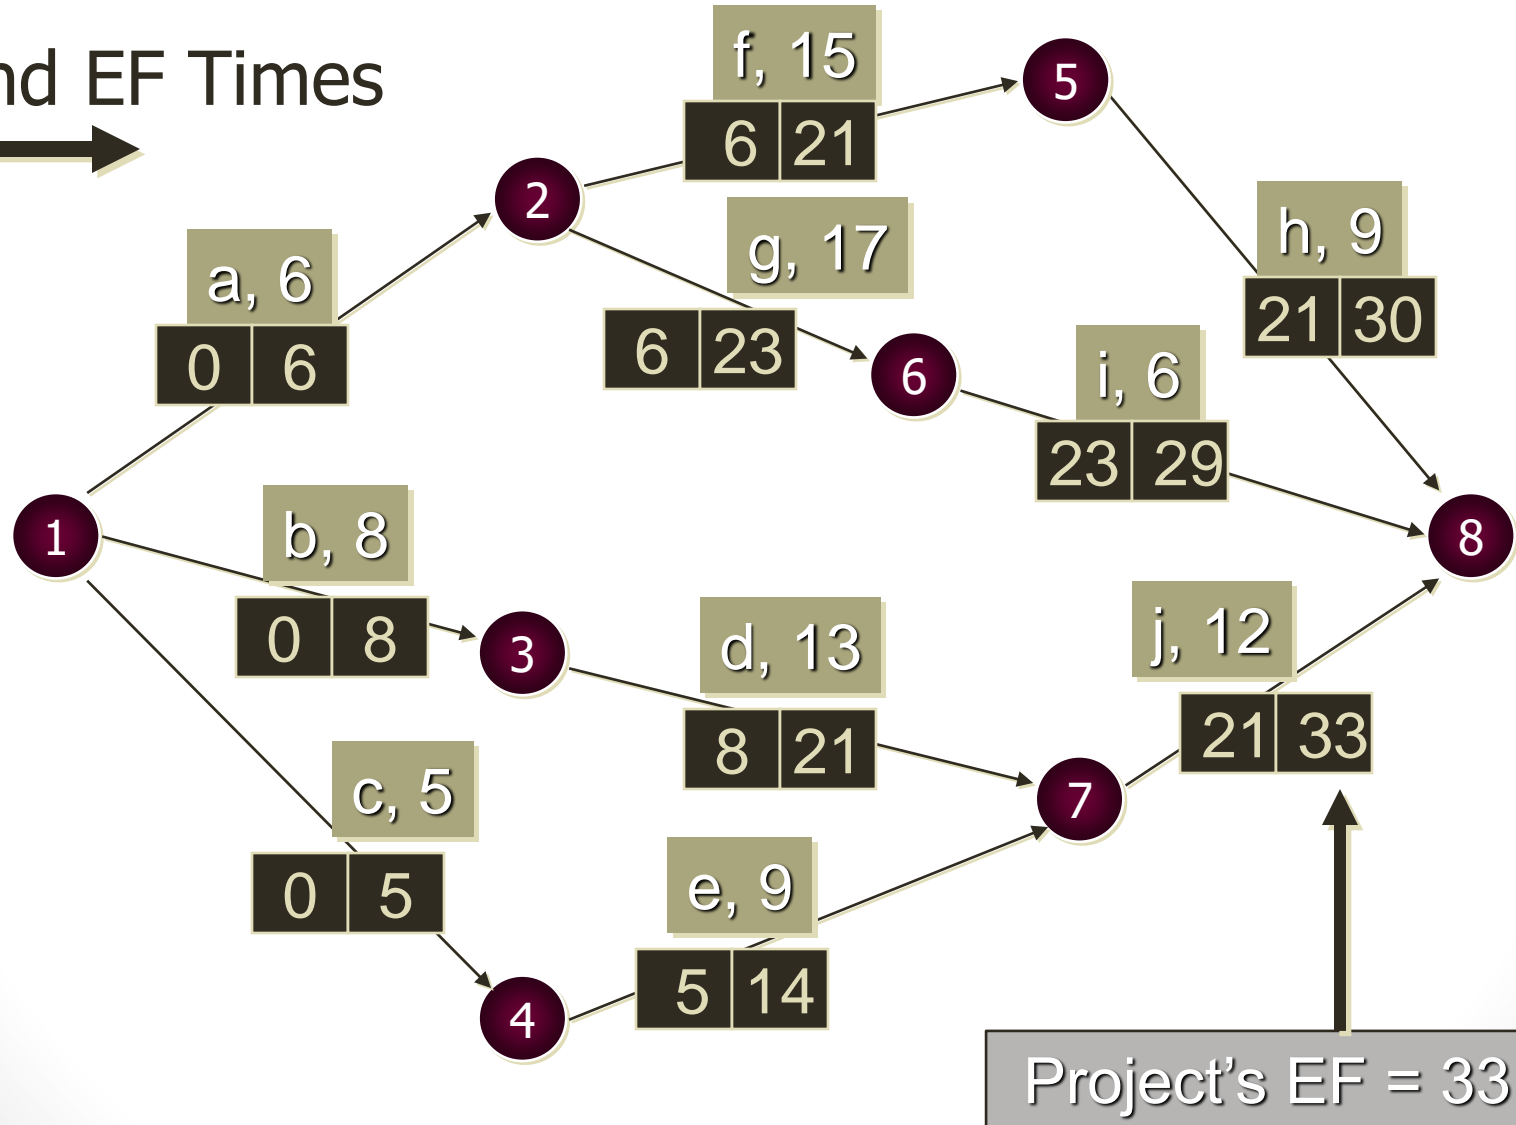 nd EF Times
f, 15
6 21
5
2
g, 17
h, 9
a, 6
21 30
6 23
0 6
6
i, 6
23 29
1
b, 8
8
0 8
3
d, 13
j, 12
8 21
21 33
c, 5
7
0 5
e, 9
5 14
4
Project’s EF = 33